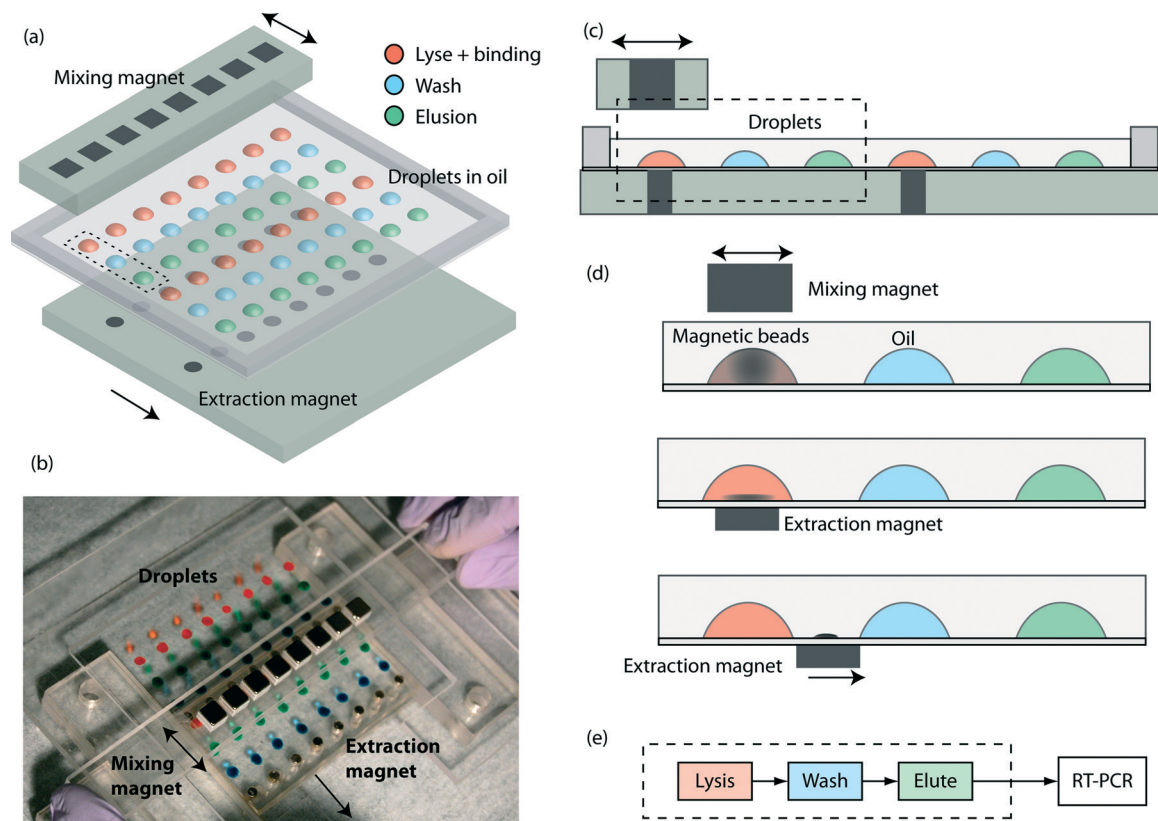 (a)
Mixing magnet
Lyse + binding
Wash
Elusion
Droplets in oil
Extraction magnet
(b)
Droplets
Mixing
magnet
Extraction
magnet
(c)
Droplets
(d)
Mixing magnet
Magnetic beads
Oil
Extraction magnet
Extraction magnet
(e)
Lysis
Wash
Elute
RT-PCR